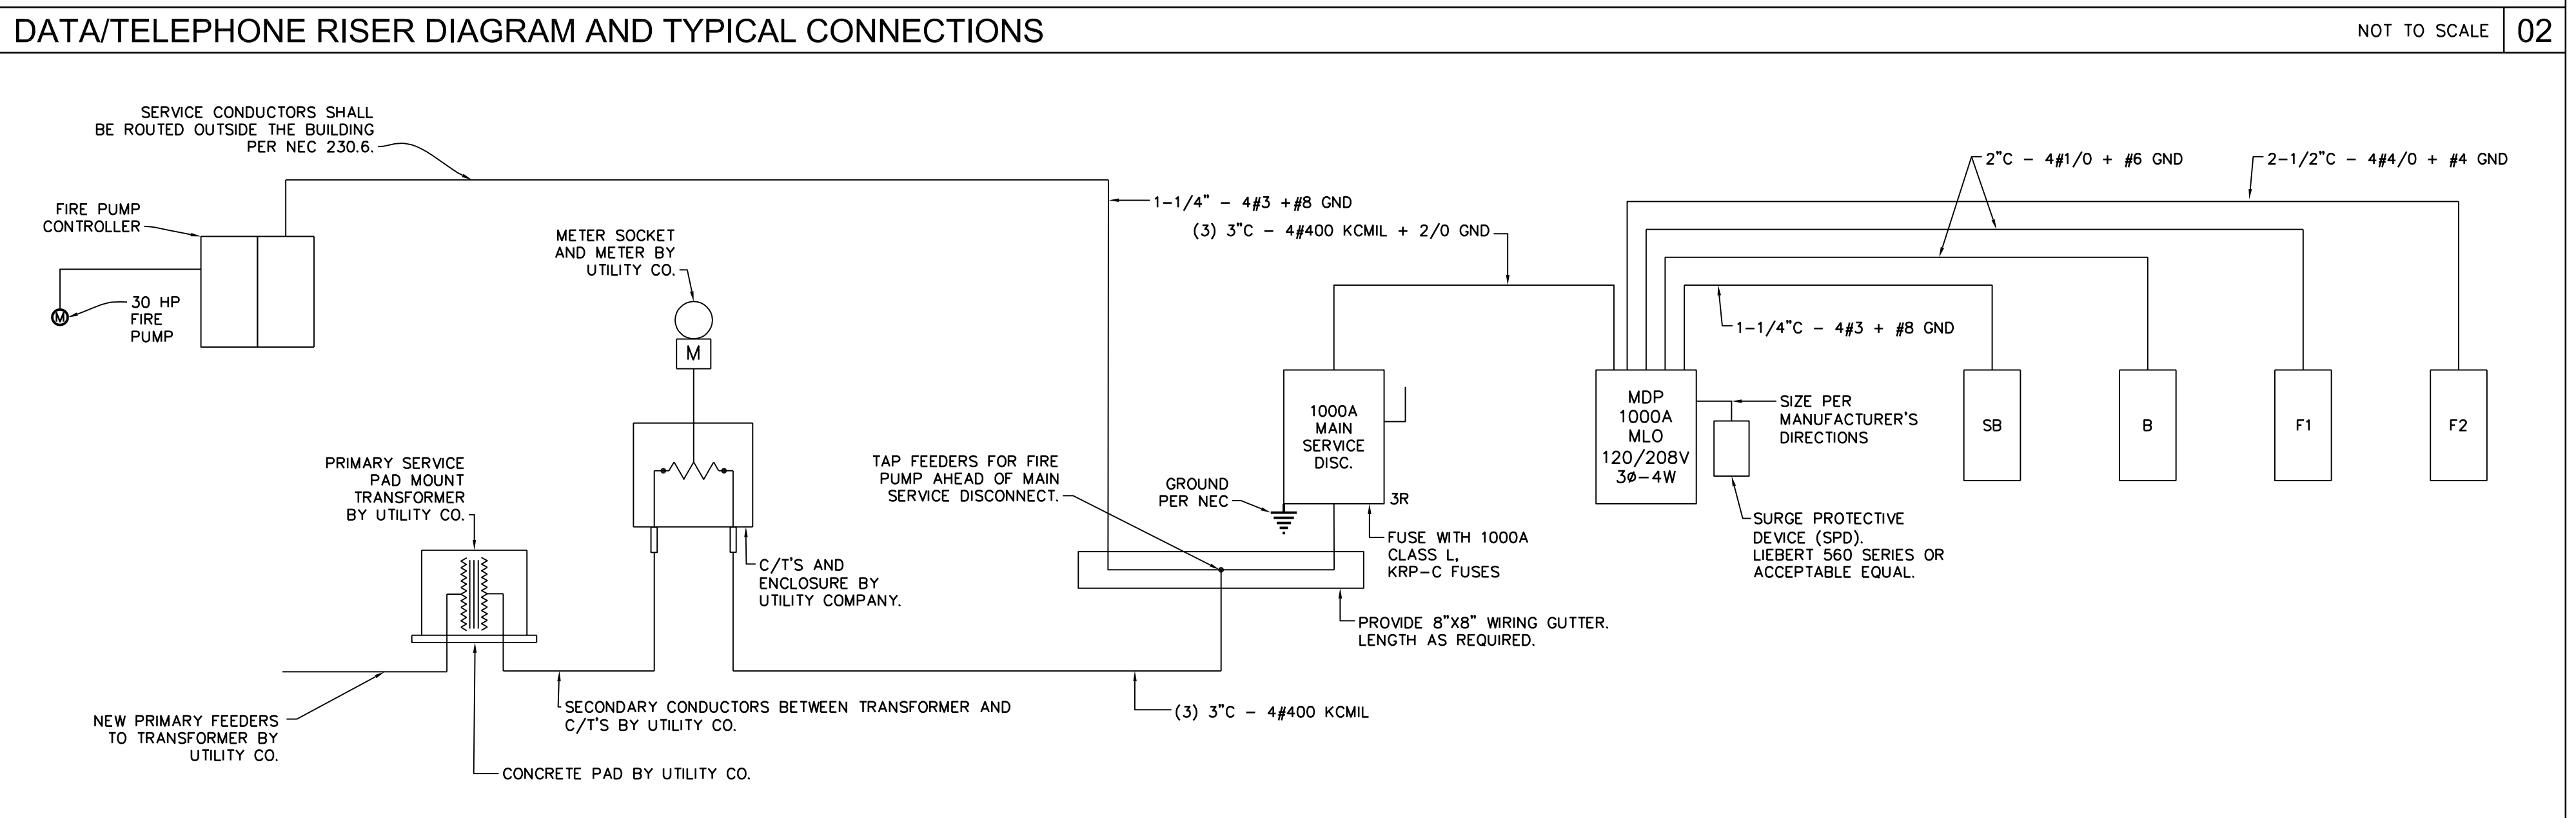 DATA/TELEPHONE RISER DIAGRAM AND TYPICAL CONNECTIONS
NOT TO SCALE
02
SERVICE CONDUCTORS SHALL
BE ROUTED OUTSIDE THE BUILDING
PER NEC 230.6.
FIRE PUMP
CONTROLLER
M
30 HP
FIRE
PUMP
METER SOCKET
AND METER BY
UTILITY CO.
M
PRIMARY SERVICE
PAD MOUNT
TRANSFORMER
BY UTILITY CO.
C/T'S AND
ENCLOSURE BY
UTILITY COMPANY.
NEW PRIMARY FEEDERS
TO TRANSFORMER BY
UTILITY CO.
SECONDARY CONDUCTORS BETWEEN TRANSFORMER AND
C/T'S BY UTILITY CO.
CONCRETE PAD BY UTILITY CO.
TAP FEEDERS FOR FIRE
PUMP AHEAD OF MAIN
SERVICE DISCONNECT.
1-1/4" - 4#3 +#8 GND
(3) 3"C - 4#400 KCMIL + 2/0 GND
1000A
MAIN
SERVICE
DISC.
GROUND
PER NEC
3R
FUSE WITH 1000A
CLASS L,
KRP-C FUSES
PROVIDE 8"X8" WIRING GUTTER.
LENGTH AS REQUIRED.
(3) 3"C - 4#400 KCMIL
2"C - 4#1/0 + #6 GND
2-1/2"C - 4#4/0 + #4 GND
1-1/4"C - 4#3 + #8 GND
MDP
1000A
MLO
120/208V
3ø-4W
SIZE PER
MANUFACTURER'S
DIRECTIONS
SURGE PROTECTIVE
DEVICE (SPD).
LIEBERT 560 SERIES OR
ACCEPTABLE EQUAL.
SB
B
F1
F2